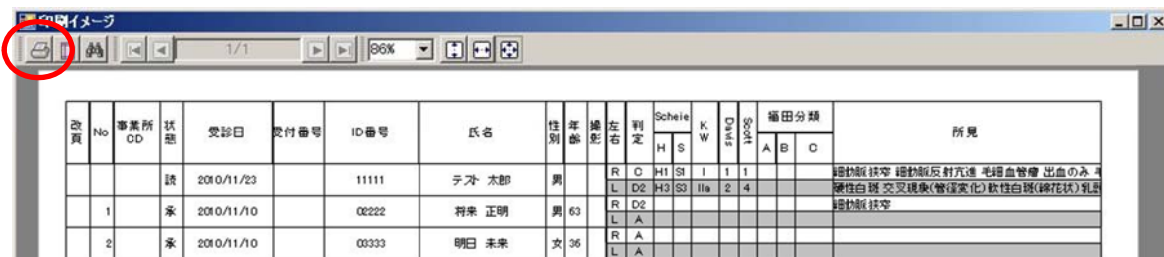 印刷イメージ
1/1 86%
改頁 No 事業所CD 状態 受診日 受付番号 ID番号 氏名 性別 年齢 撮影 左右 判定 Scheie H S KW Davis Scott 福田分類 A B C 所見
読 2010/11/23 11111 テスト 太郎 男 R C H1 S1 I 1 1 細動脈狭窄 細動脈反射亢進 毛細血管瘤 出血のみ
L D2 H3 S3 IIa 2 4 硬性白斑 交叉現象(管径変化) 軟性白斑(綿花状)
1 承 2010/11/10 02222 将来 正明 男 63 R D2 細動脈狭窄
L A
2 承 2010/11/10 03333 明日 未来 女 36 R A
L A